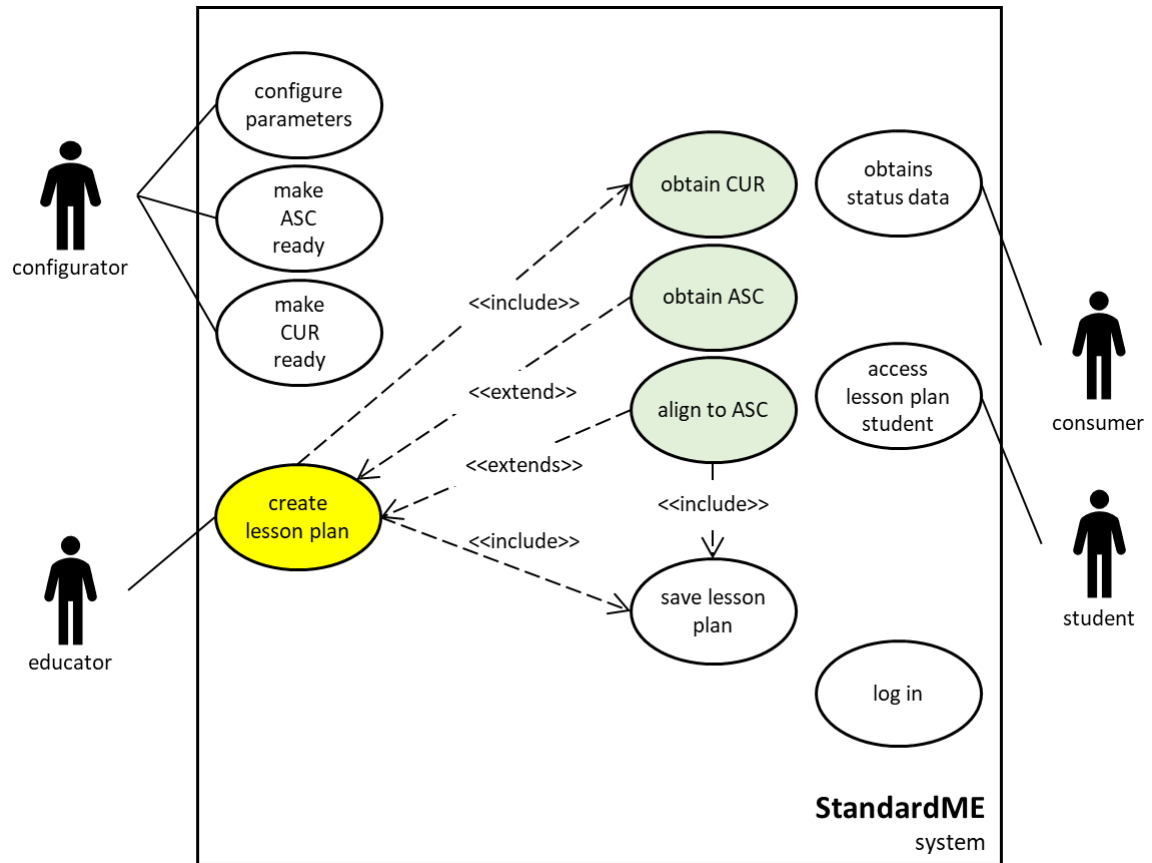 configure
parameters
make
ASC
ready
make
CUR
ready
configurator
create
lesson plan
educator
<<include>>
<<extend>>
<<extends>>
<<include>>
obtain CUR
obtain ASC
align to ASC
<<include>>
save lesson
plan
obtains
status data
access
lesson plan
student
log in
consumer
student
StandardME
system